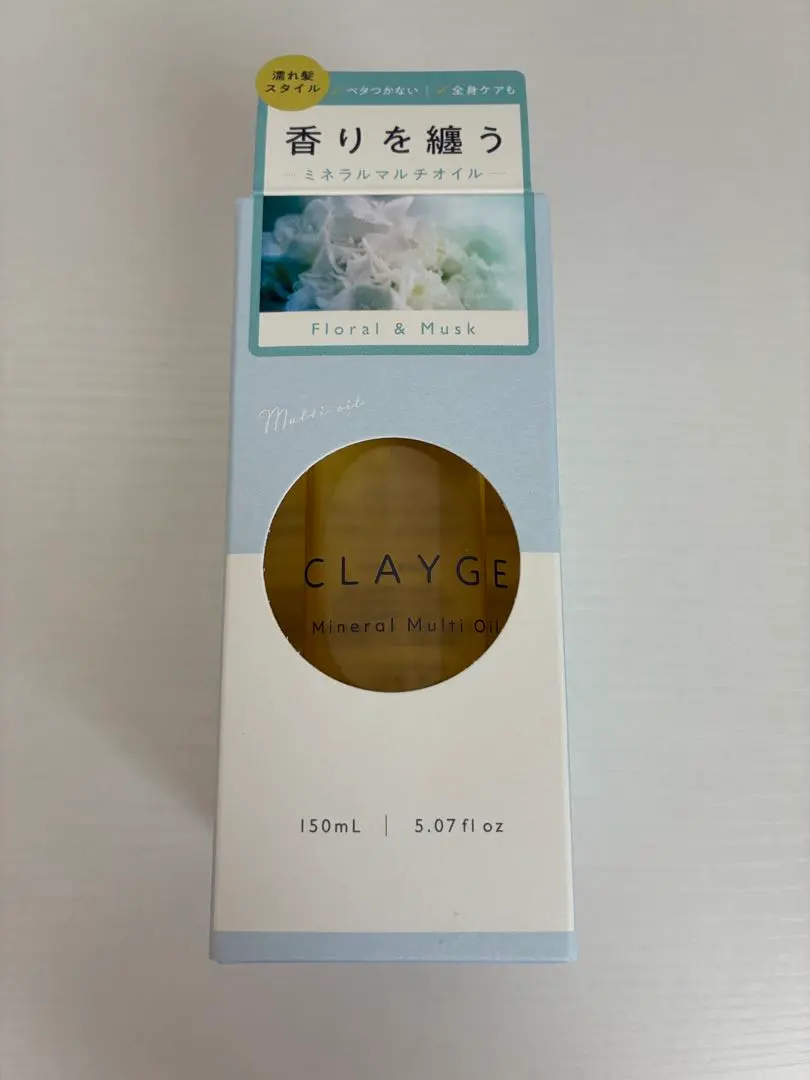 濡れ髪
スタイル
ベタつかない | ✓ 全身ケアも
香りを纏う
ミネラルマルチオイル
Floral & Musk
Multi oil
CLAYGE
Mineral Multi Oil
150mL | 5.07 fl oz